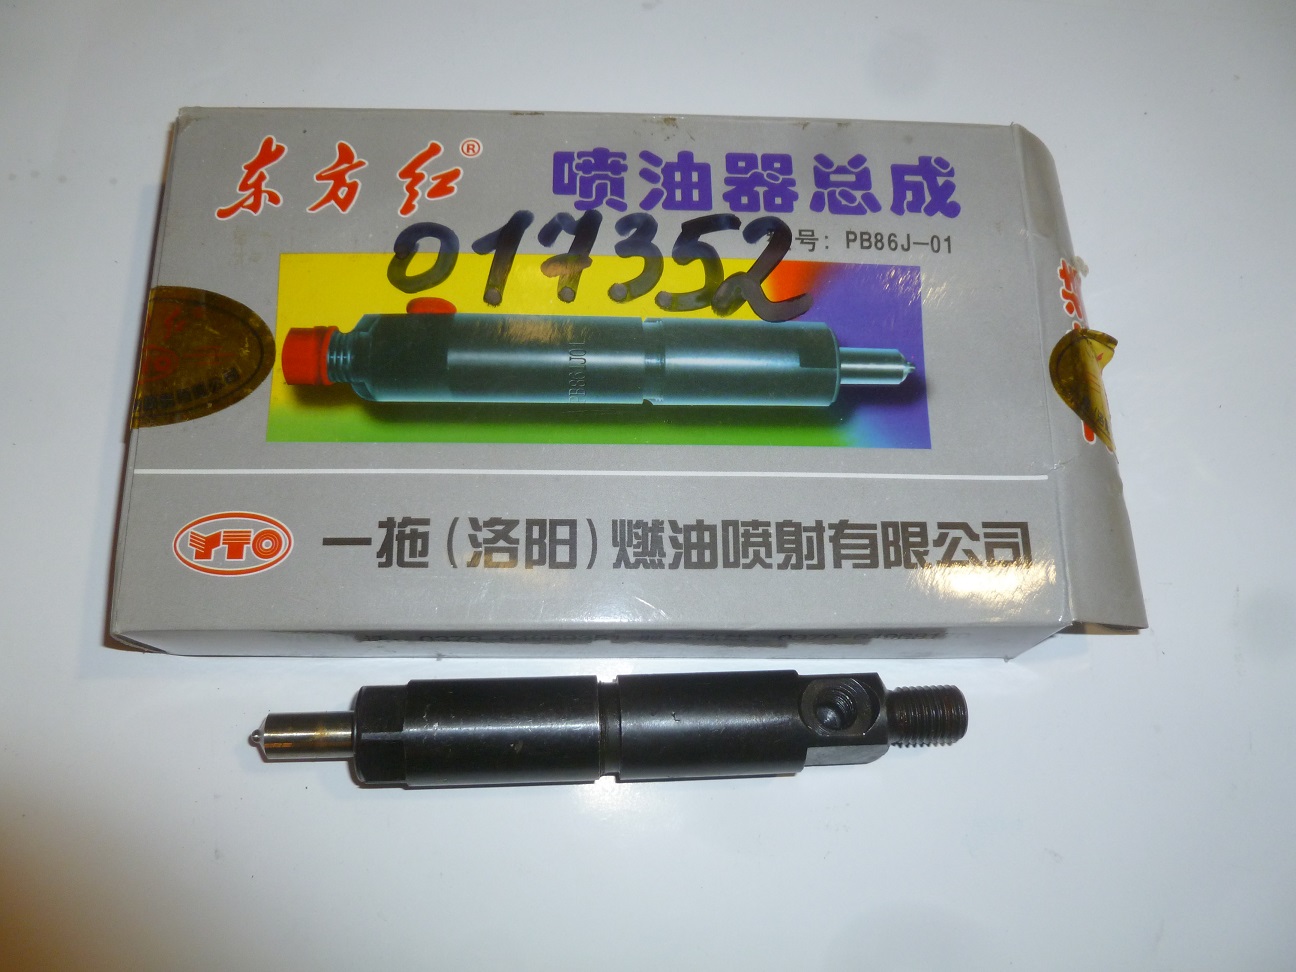 东方红®
喷油器总成
017352
号: PB86J-01
PB86J01
YTO
一拖(洛阳)燃油喷射有限公司